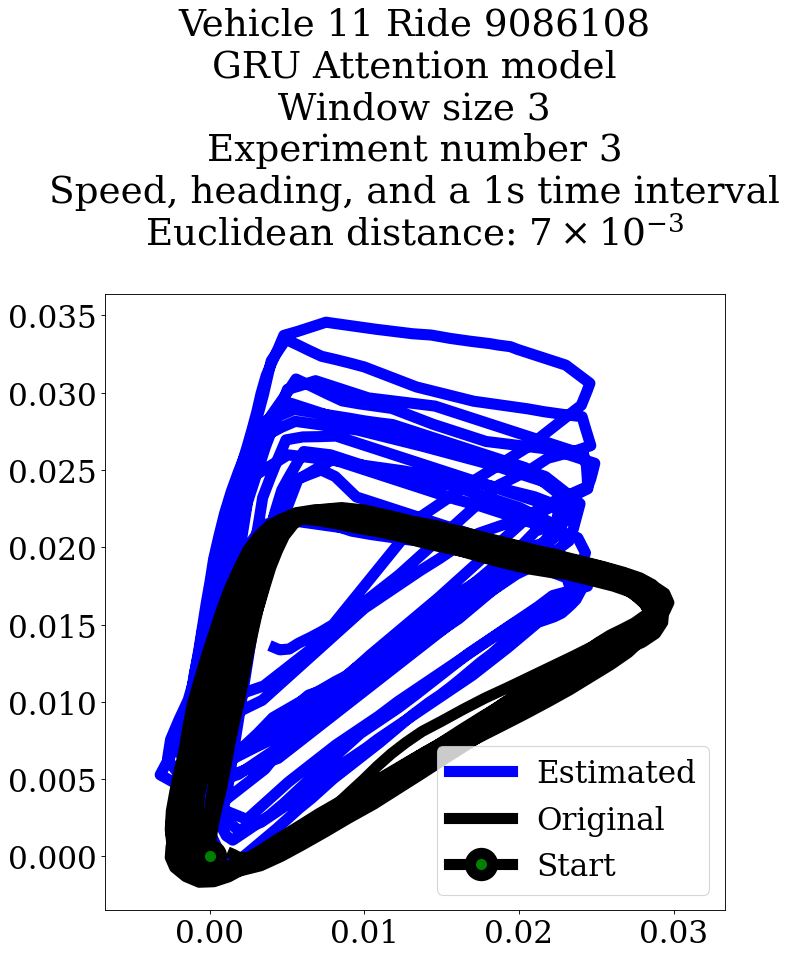 Vehicle 11 Ride 9086108
GRU Attention model
Window size 3
Experiment number 3
Speed, heading, and a 1s time interval
Euclidean distance: 7 × 10⁻³
0.035
0.030
0.025
0.020
0.015
0.010
0.005
0.000
Estimated
Original
Start
0.00 0.01 0.02 0.03